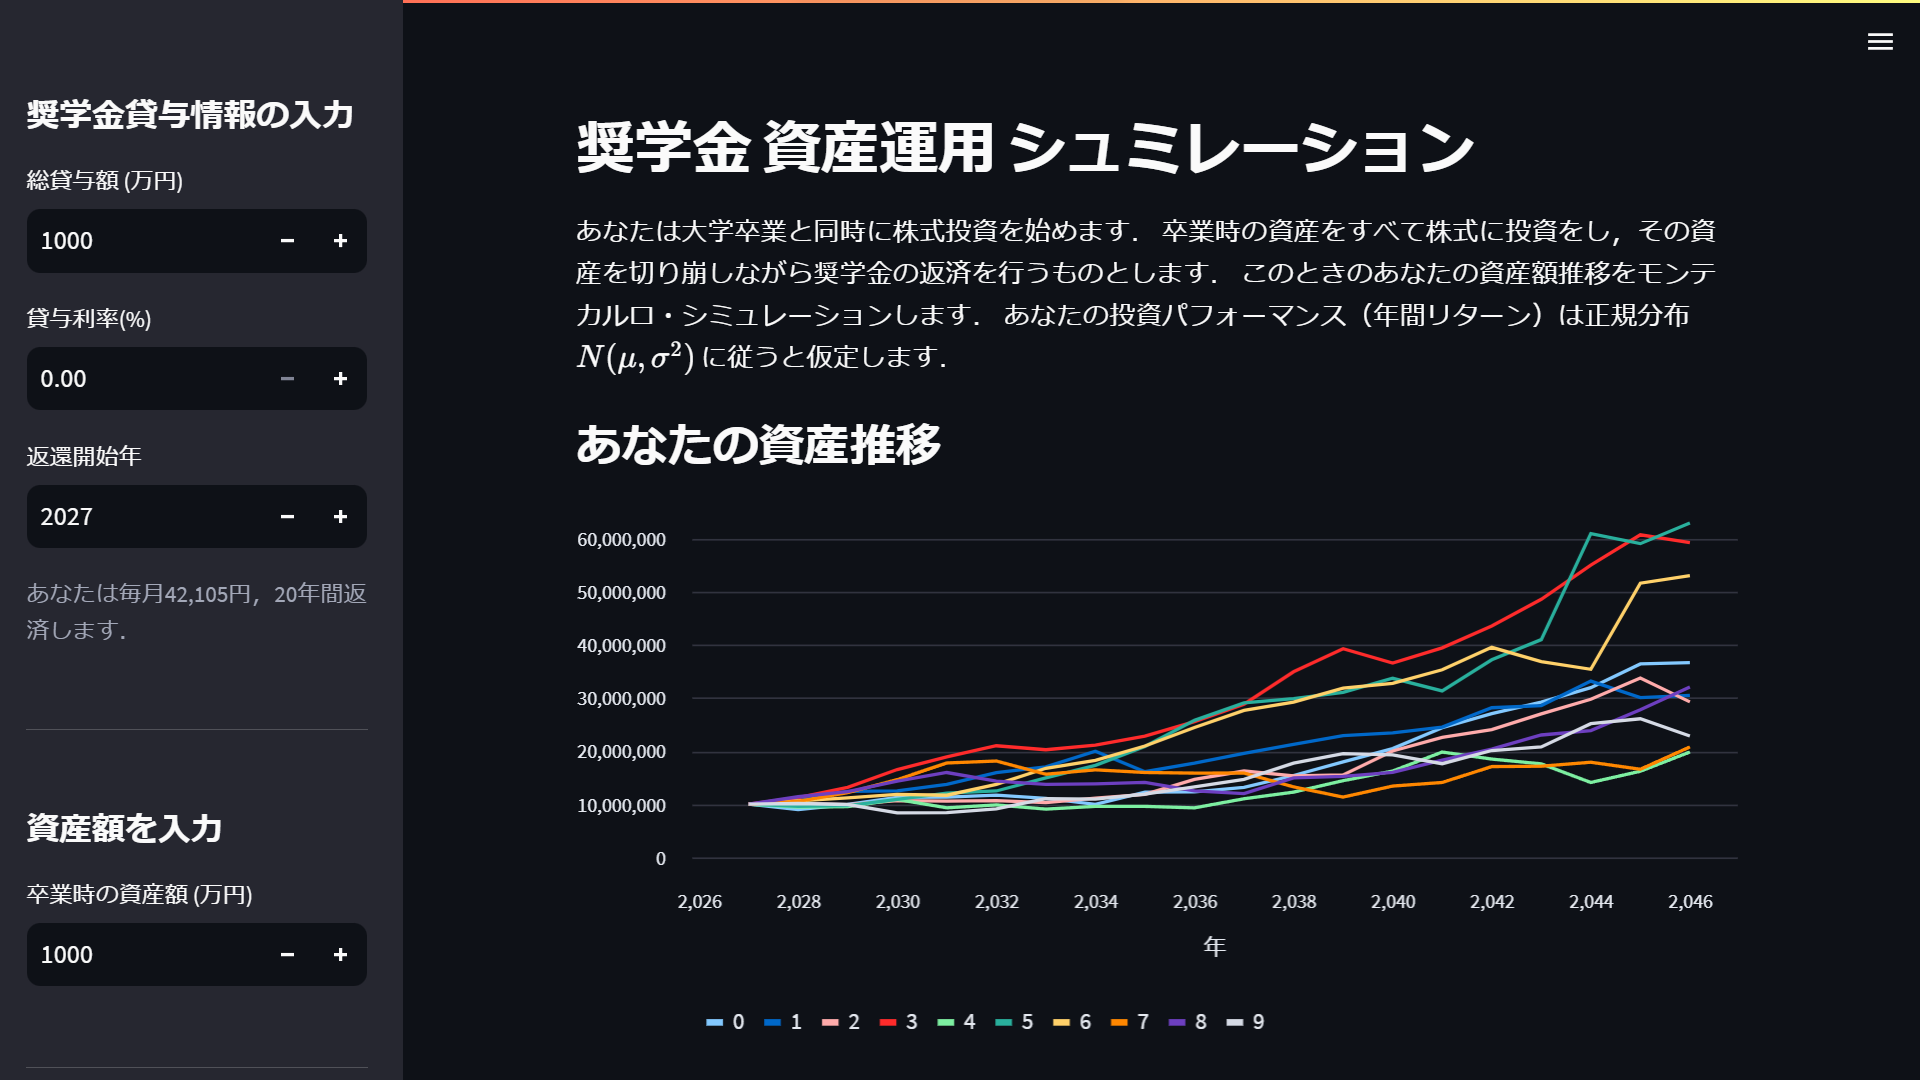 奨学金貸与情報の入力
総貸与額 (万円)
1000
貸与利率(%)
0.00
返還開始年
2027
あなたは毎月42,105円，20年間返
済します．
資産額を入力
卒業時の資産額 (万円)
1000
奨学金 資産運用 シュミレーション
あなたは大学卒業と同時に株式投資を始めます． 卒業時の資産をすべて株式に投資をし，その資
産を切り崩しながら奨学金の返済を行うものとします． このときのあなたの資産額推移をモンテ
カルロ・シミュレーションします． あなたの投資パフォーマンス（年間リターン）は正規分布
N(μ, σ²) に従うと仮定します．
あなたの資産推移
60,000,000
50,000,000
40,000,000
30,000,000
20,000,000
10,000,000
0
2,026 2,028 2,030 2,032 2,034 2,036 2,038 2,040 2,042 2,044 2,046
年
0 1 2 3 4 5 6 7 8 9